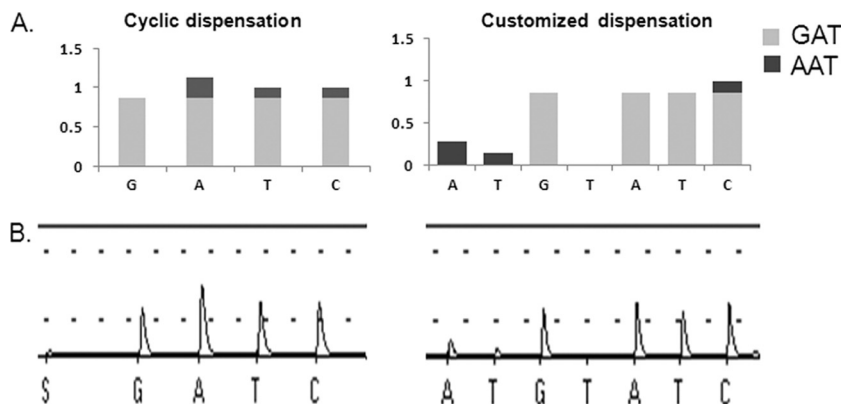 A.
Cyclic dispensation
Customized dispensation
1.5
1
0.5
0
G A T C
1.5
1
0.5
0
A T G T A T C
GAT
AAT
B.
S G A T C
A T G T A T C